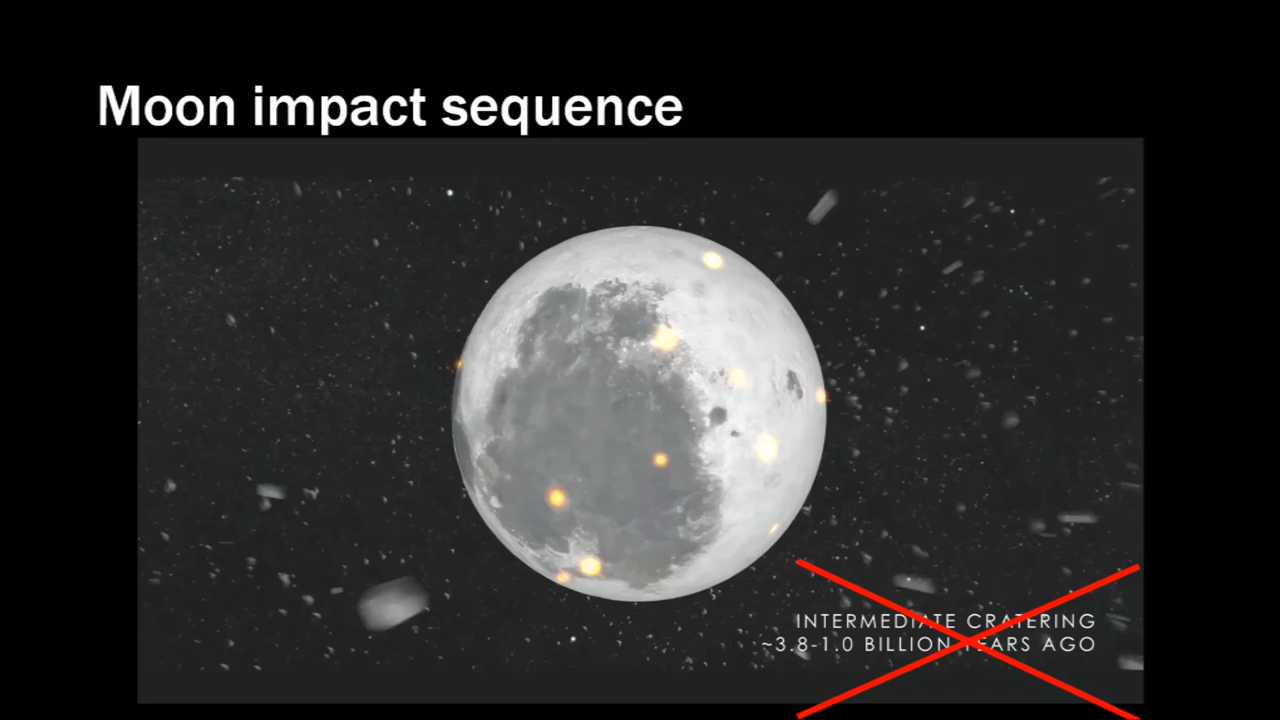 Moon impact sequence
INTERMEDIATE CRATERING
~3.8-1.0 BILLION YEARS AGO